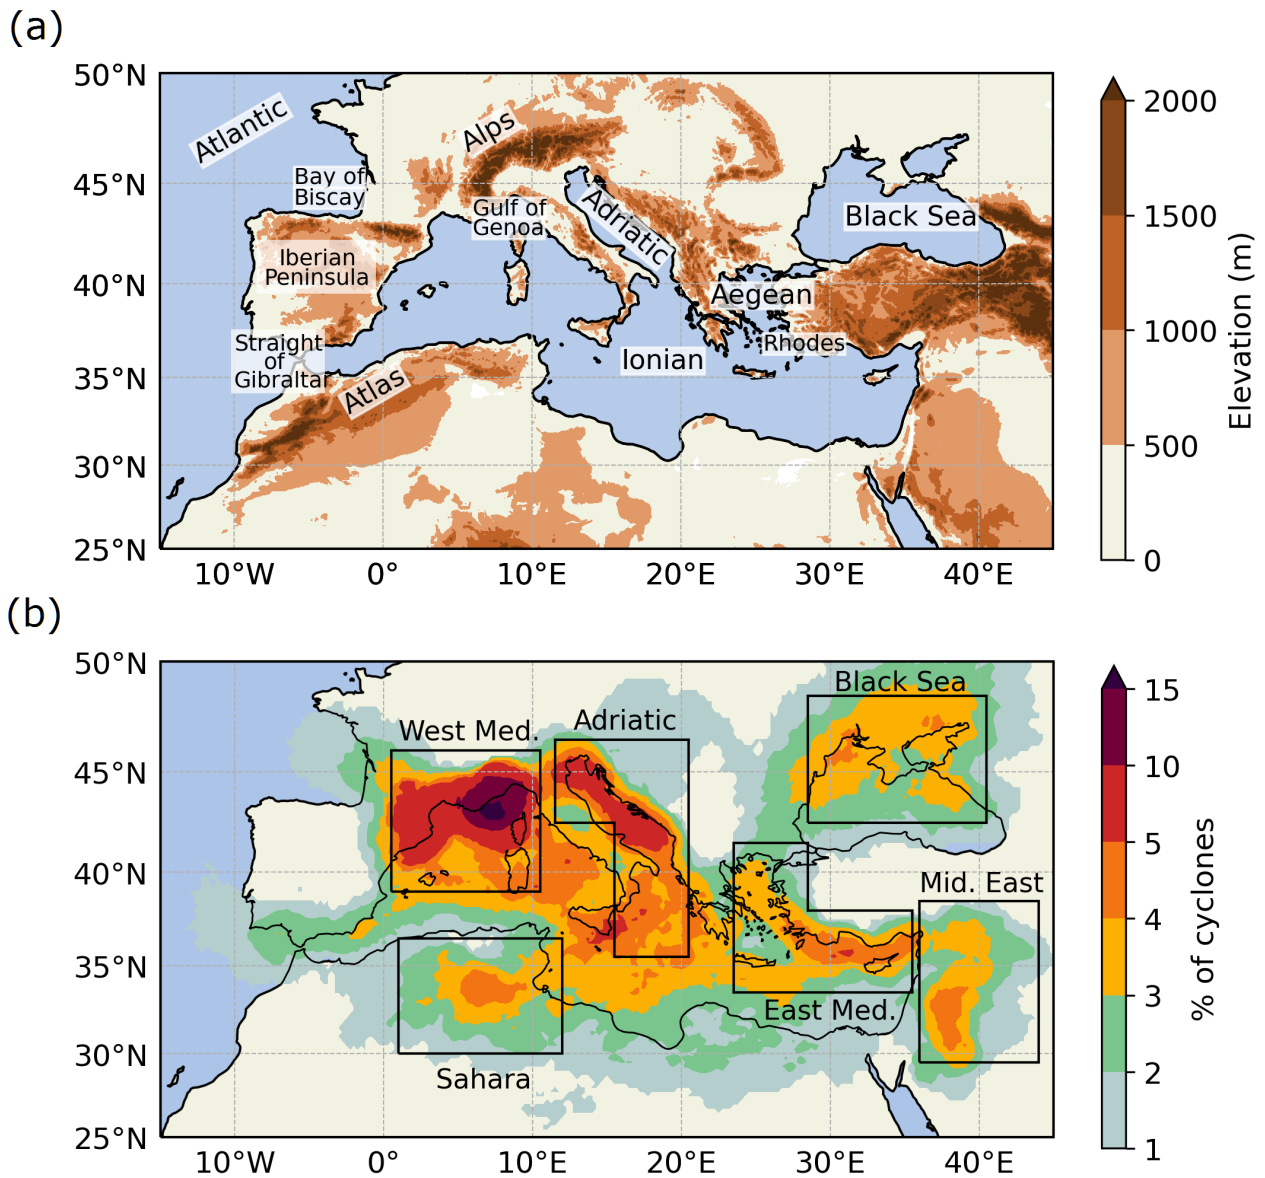 (a)
50°N
45°N
40°N
35°N
30°N
25°N
10°W
0°
10°E
20°E
30°E
40°E
Atlantic
Alps
Bay of
Biscay
Gulf of
Genoa
Adriatic
Black Sea
Iberian
Peninsula
Aegean
Straight
of
Gibraltar
Atlas
Ionian
Rhodes
2000
1500
1000
500
0
Elevation (m)
(b)
50°N
45°N
40°N
35°N
30°N
25°N
10°W
0°
10°E
20°E
30°E
40°E
Black Sea
West Med.
Adriatic
Mid. East
East Med.
Sahara
15
10
5
4
3
2
1
% of cyclones